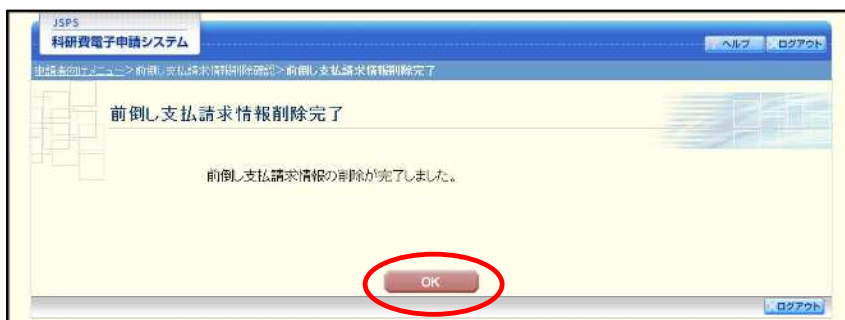 JSPS
科研費電子申請システム
ヘルプ ログアウト
申請者向けメニュー>前倒し支払請求情報削除確認>前倒し支払請求情報削除完了
前倒し支払請求情報削除完了
前倒し支払請求情報の削除が完了しました。
OK
ログアウト